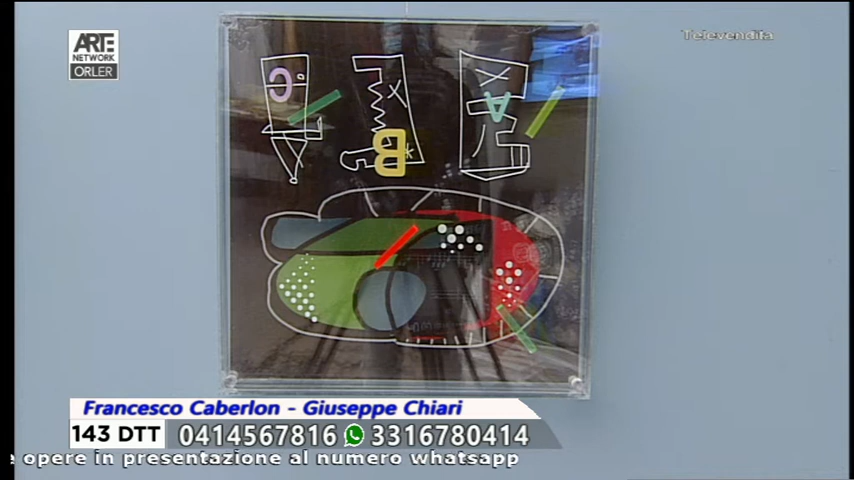 ARTE
NETWORK
ORLER
Televendita
C
B
A
Francesco Caberlon - Giuseppe Chiari
143 DTT
0414567816 3316780414
e opere in presentazione al numero whatsapp